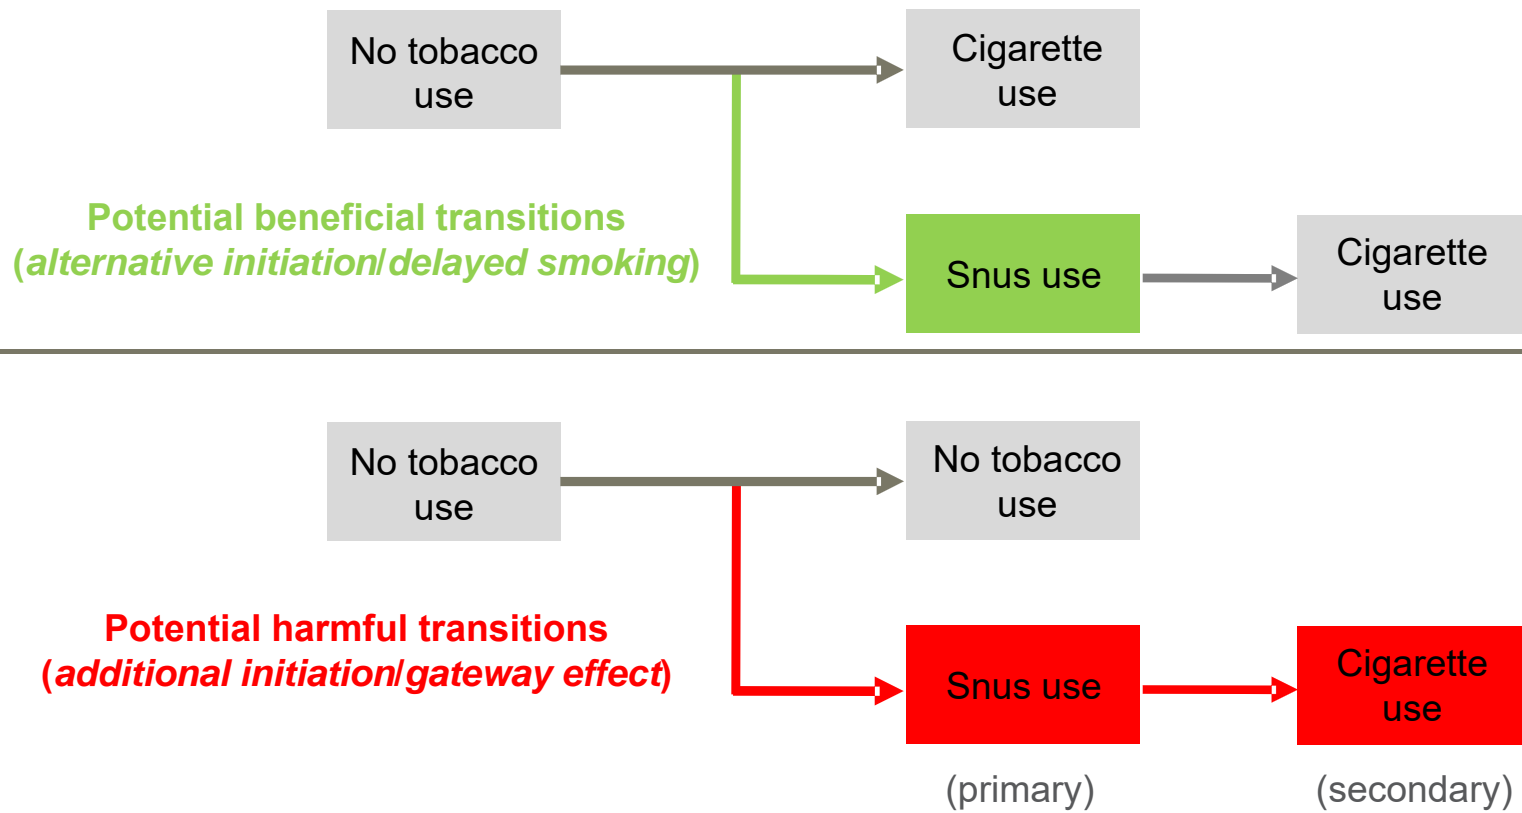 No tobacco
use
Cigarette
use
Potential beneficial transitions
(alternative initiation/delayed smoking)
Snus use
Cigarette
use
No tobacco
use
No tobacco
use
Potential harmful transitions
(additional initiation/gateway effect)
Snus use
Cigarette
use
(primary)
(secondary)